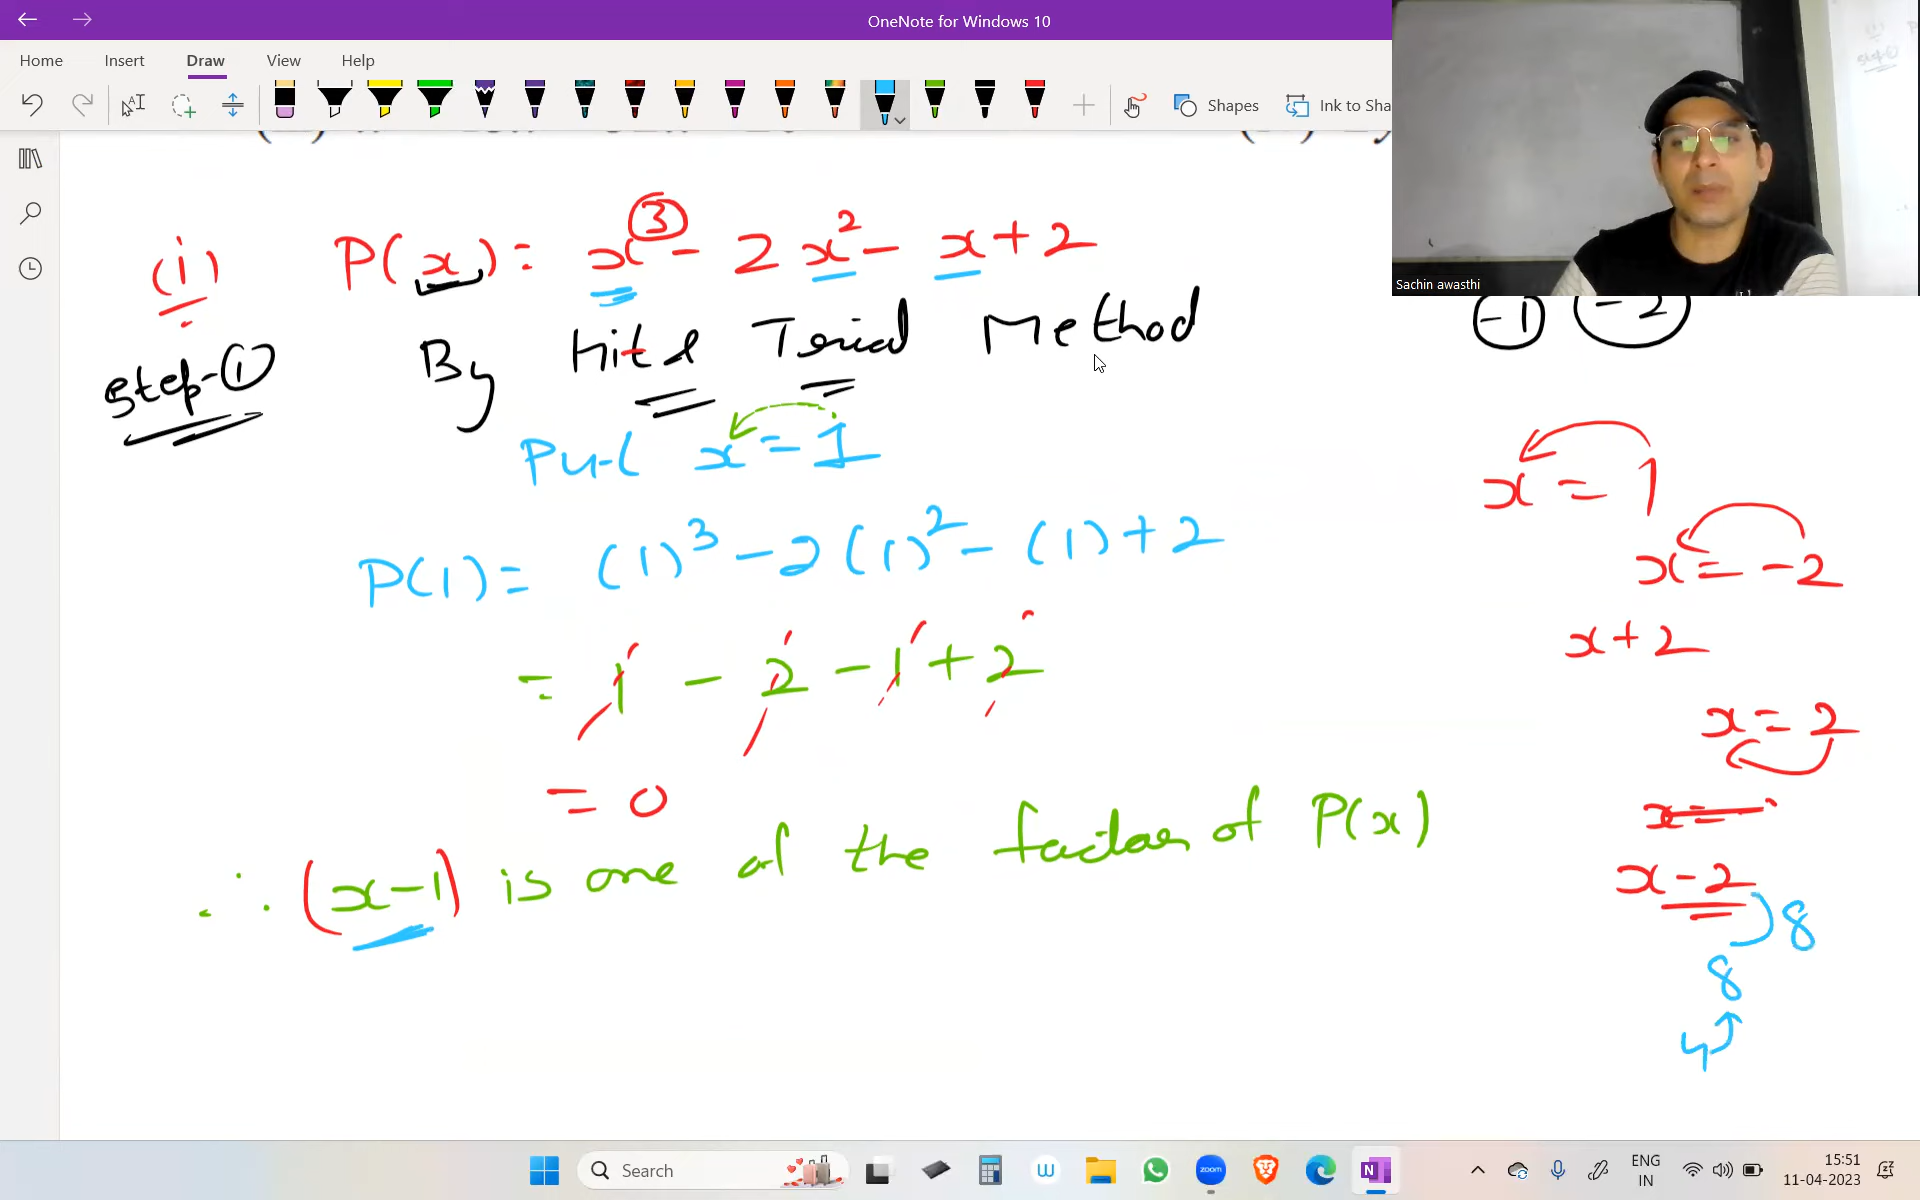 OneNote for Windows 10
Home Insert Draw View Help
Shapes Ink to Sha
(i) P(x) = x³ - 2x² - x + 2
-1 -2
Step-① By Hit & Trial Method
Put x = 1
x = 1
P(1) = (1)³ - 2(1)² - (1) + 2
x = -2
x + 2
= 1 - 2 - 1 + 2
x = 2
= 0
x =
∴ (x-1) is one of the factors of P(x)
x - 2
8
8
4
Sachin awasthi
Search
zoom
ENG
IN
15:51
11-04-2023